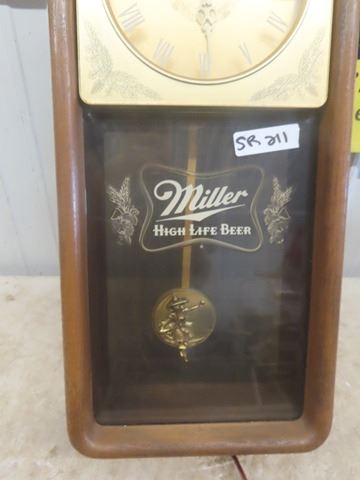 SR 211
Miller
HIGH LIFE BEER